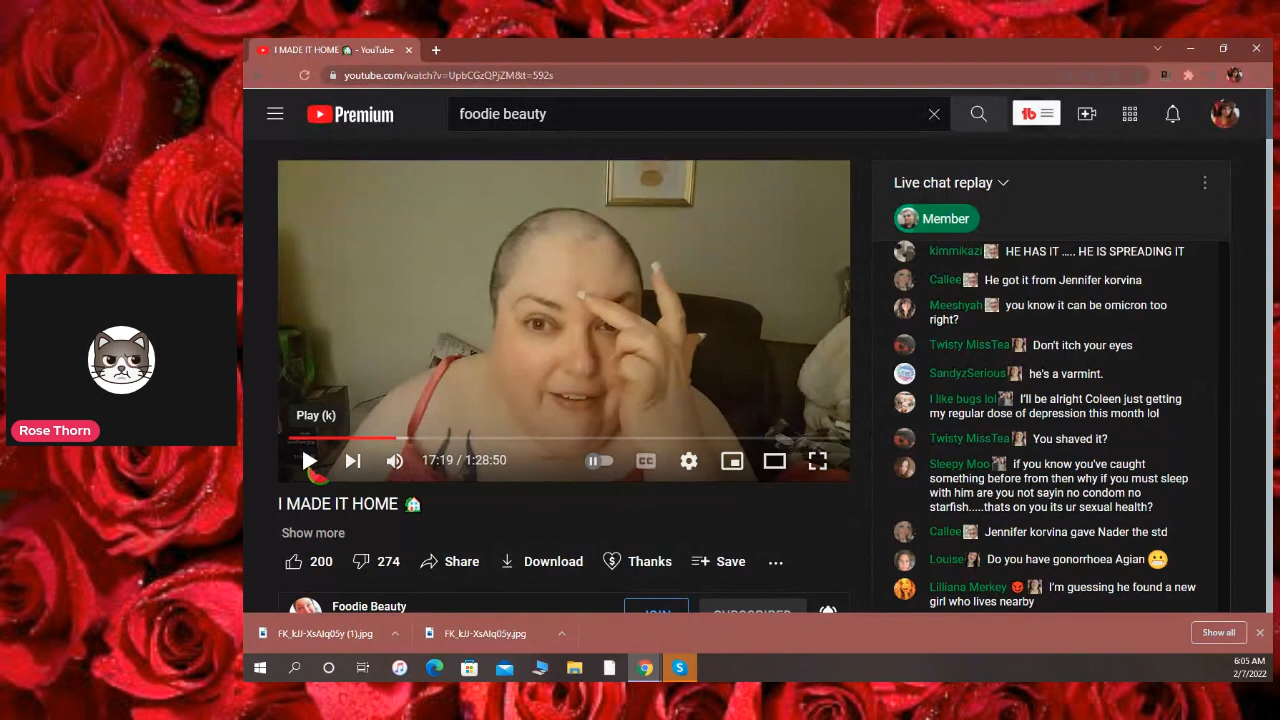 I MADE IT HOME 🏠 - YouTube
youtube.com/watch?v=UpbCGzQPjZM&t=592s
Premium
foodie beauty
Live chat replay
Member
kimmikazi HE HAS IT ..... HE IS SPREADING IT
Callee He got it from Jennifer korvina
Meeshyah you know it can be omicron too
right?
Twisty MissTea Don't itch your eyes
SandyzSerious he's a varmint.
I like bugs lol I'll be alright Coleen just getting
my regular dose of depression this month lol
Twisty MissTea You shaved it?
Sleepy Moo if you know you've caught
something before from then why if you must sleep
with him are you not sayin no condom no
starfish.....thats on you its ur sexual health?
Callee Jennifer korvina gave Nader the std
Louise Do you have gonorrhoea Agian 😬
Lilliana Merkey 😈 I'm guessing he found a new
girl who lives nearby
Play (k)
17:19 / 1:28:50
CC
I MADE IT HOME 🏠
Show more
200
274
Share
Download
Thanks
Save
Foodie Beauty
JOIN
SUBSCRIBED
Rose Thorn
FK_kJJ-XsAIq05y (1).jpg
FK_kJJ-XsAIq05y.jpg
Show all
6:05 AM
2/7/2022